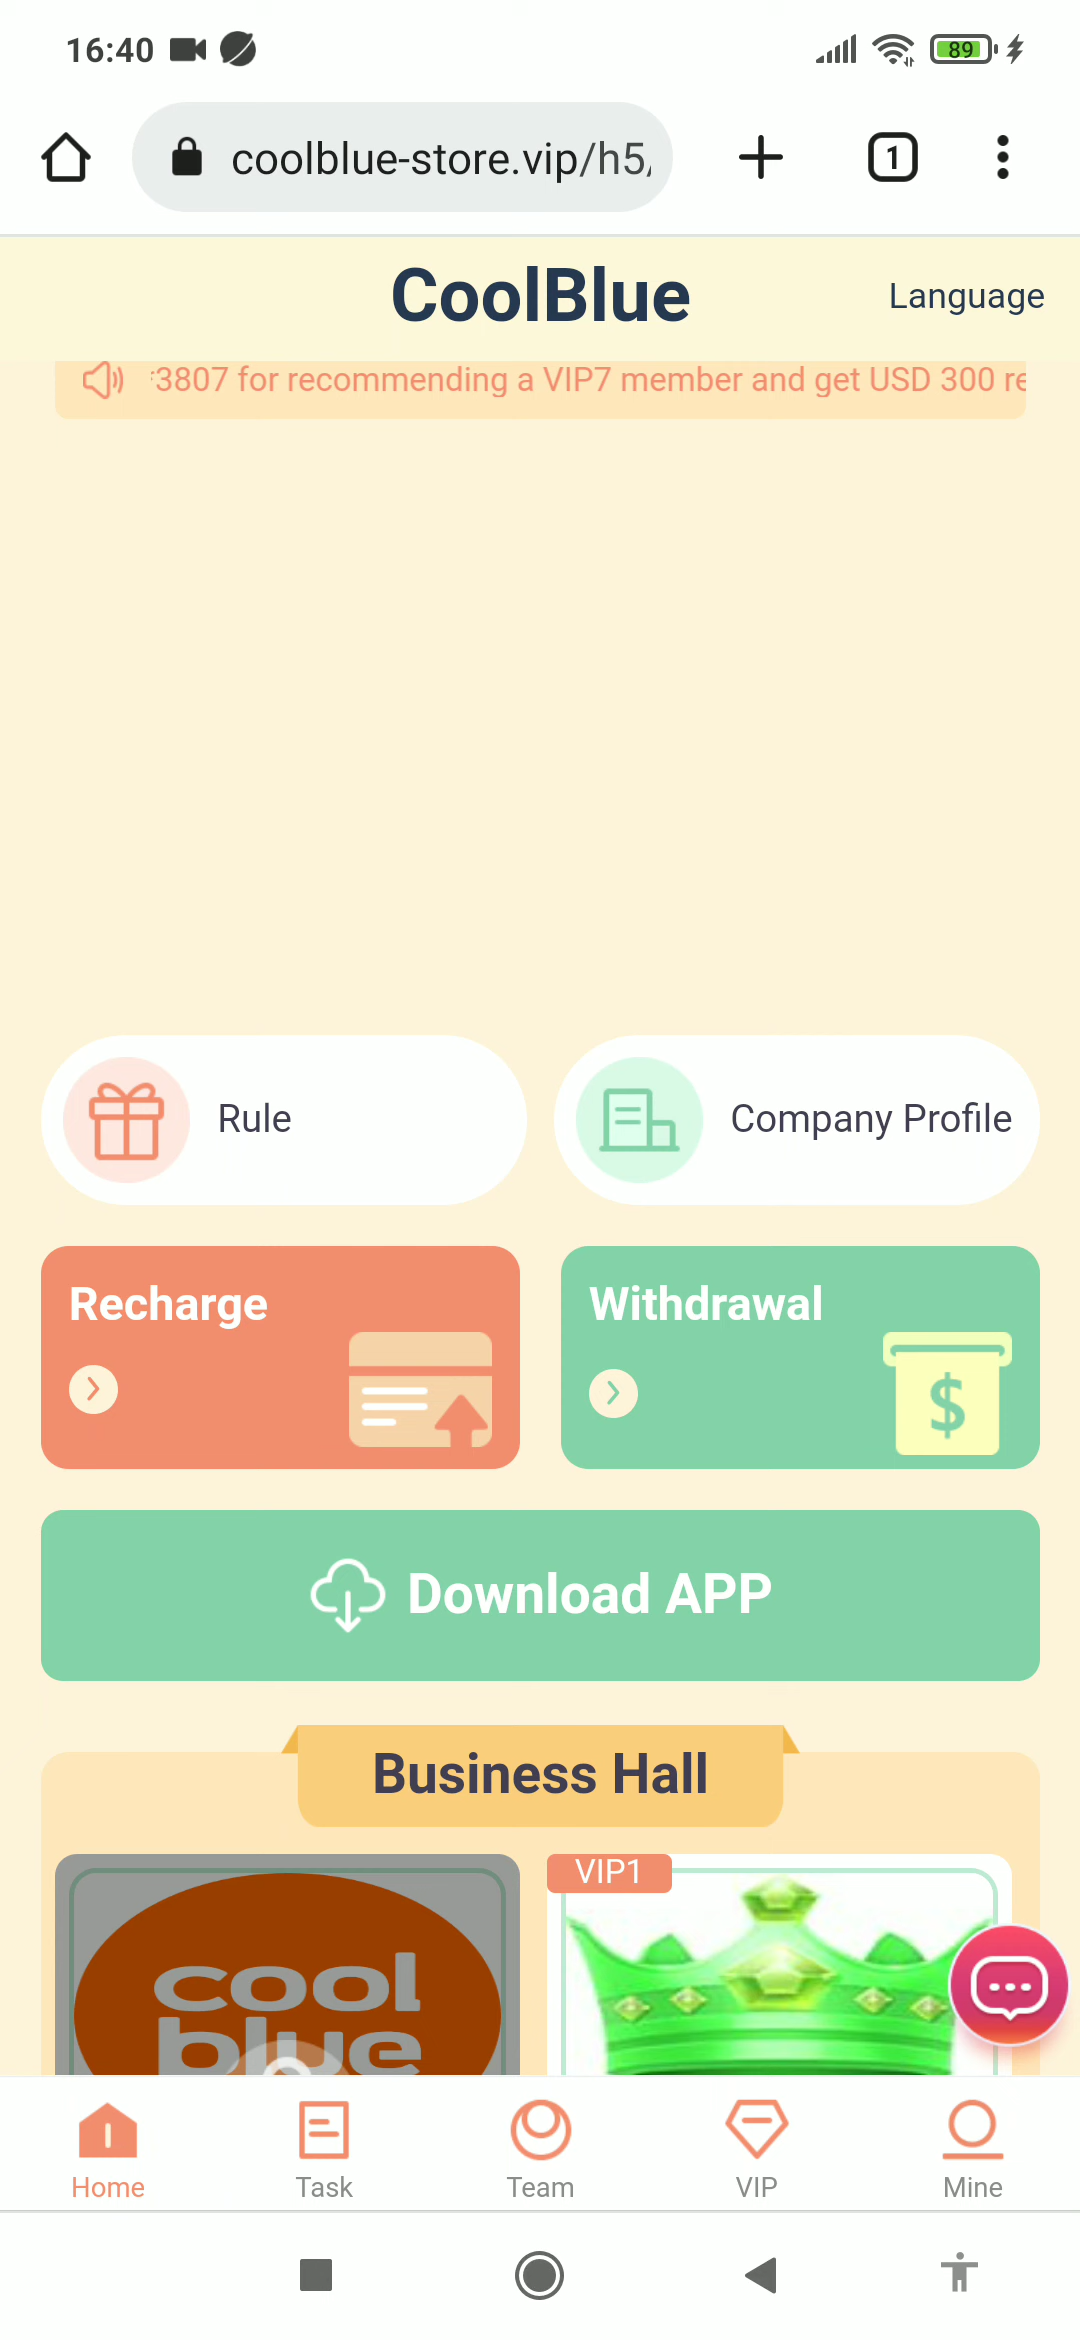 16:40
89
coolblue-store.vip/h5/
1
CoolBlue
Language
3807 for recommending a VIP7 member and get USD 300 re
Rule
Company Profile
Recharge
Withdrawal
$
Download APP
Business Hall
VIP1
cool
blue
Home
Task
Team
VIP
Mine